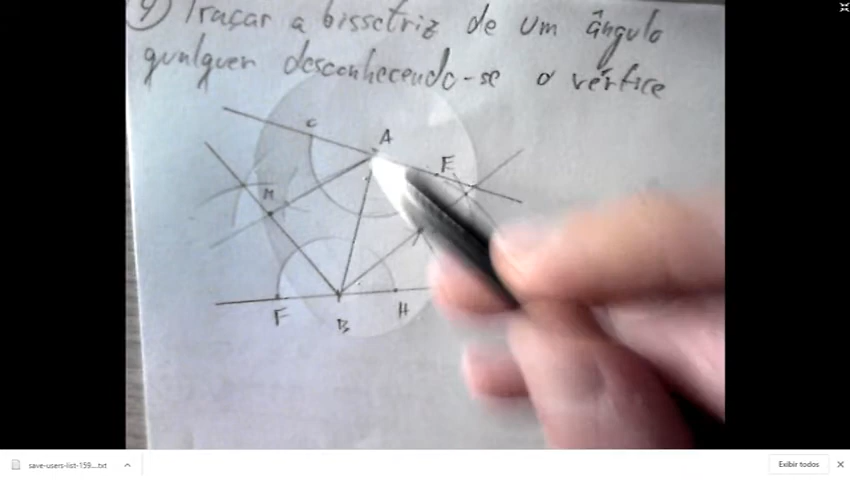 9) Traçar a bissetriz de um ângulo
qualquer desconhecendo-se o vértice
C
A
E
M
F
B
H
save-users-list-159....txt
Exibir todos